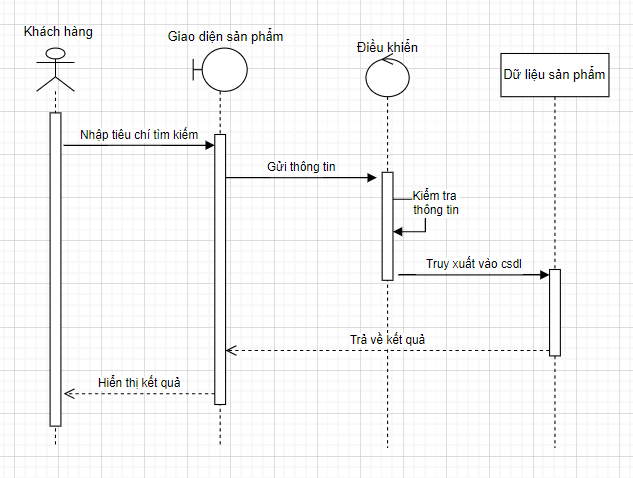 Khách hàng
Giao diện sản phẩm
Điều khiển
Dữ liệu sản phẩm
Nhập tiêu chí tìm kiếm
Gửi thông tin
Kiểm tra
thông tin
Truy xuất vào csdl
Trả về kết quả
Hiển thị kết quả